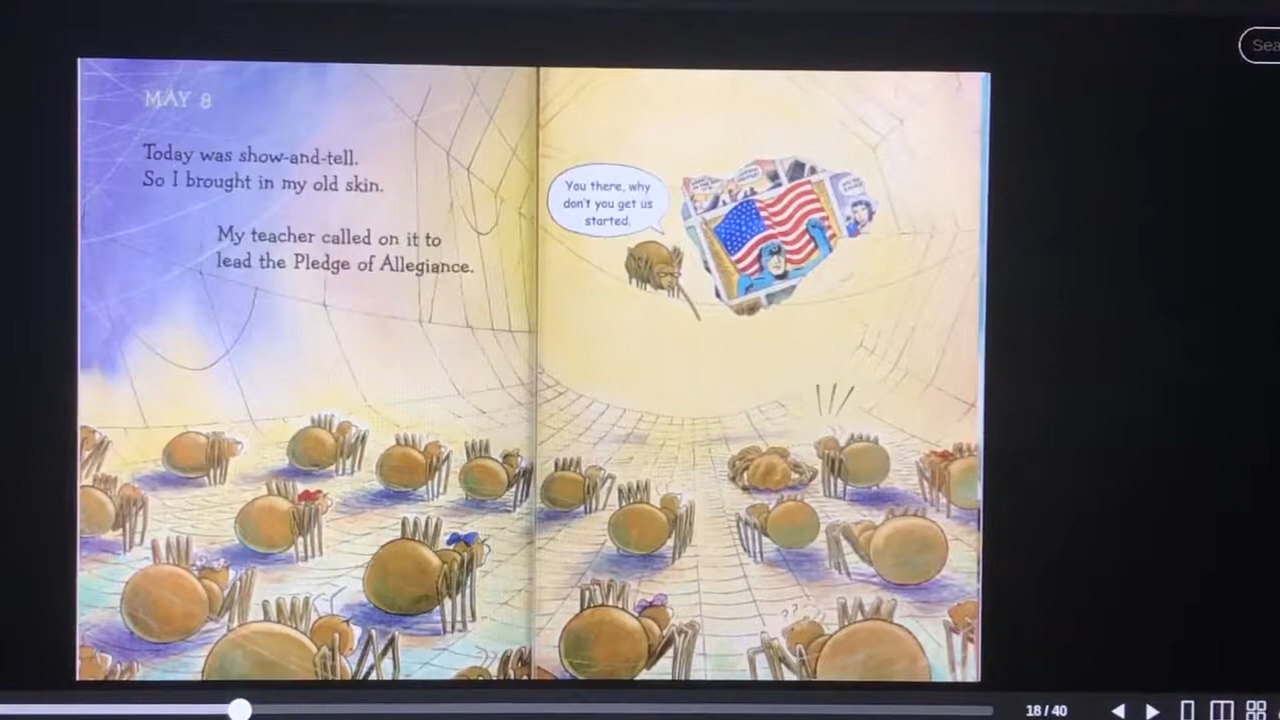 MAY 8
Today was show-and-tell.
So I brought in my old skin.
My teacher called on it to
lead the Pledge of Allegiance.
You there, why
don't you get us
started.
? ?
Sea
18 / 40